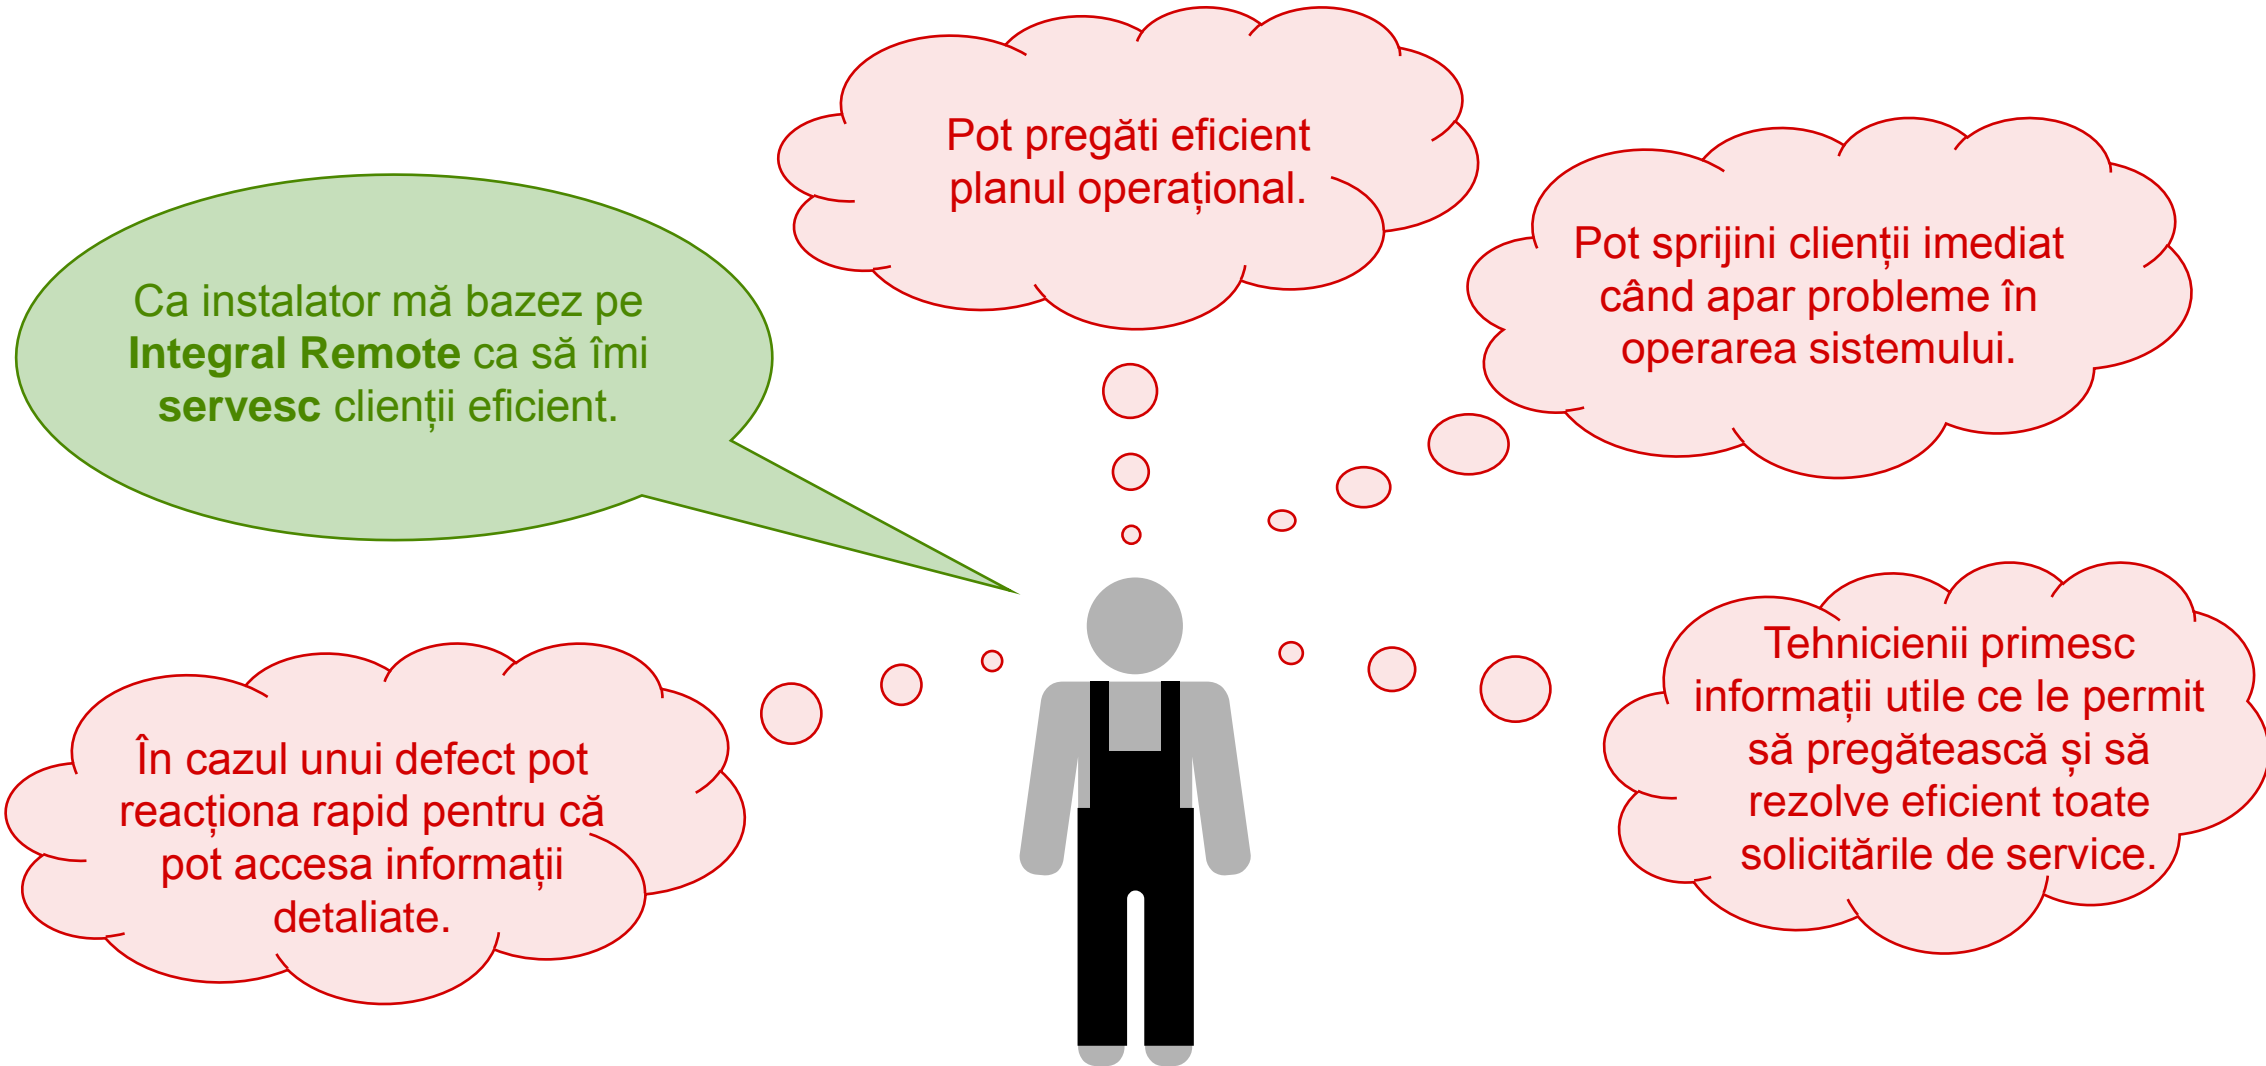 Pot pregăti eficient
planul operațional.
Pot sprijini clienții imediat
când apar probleme în
operarea sistemului.
Ca instalator mă bazez pe
Integral Remote ca să îmi
servesc clienții eficient.
Tehnicienii primesc
informații utile ce le permit
să pregătească și să
rezolve eficient toate
solicitările de service.
În cazul unui defect pot
reacționa rapid pentru că
pot accesa informații
detaliate.